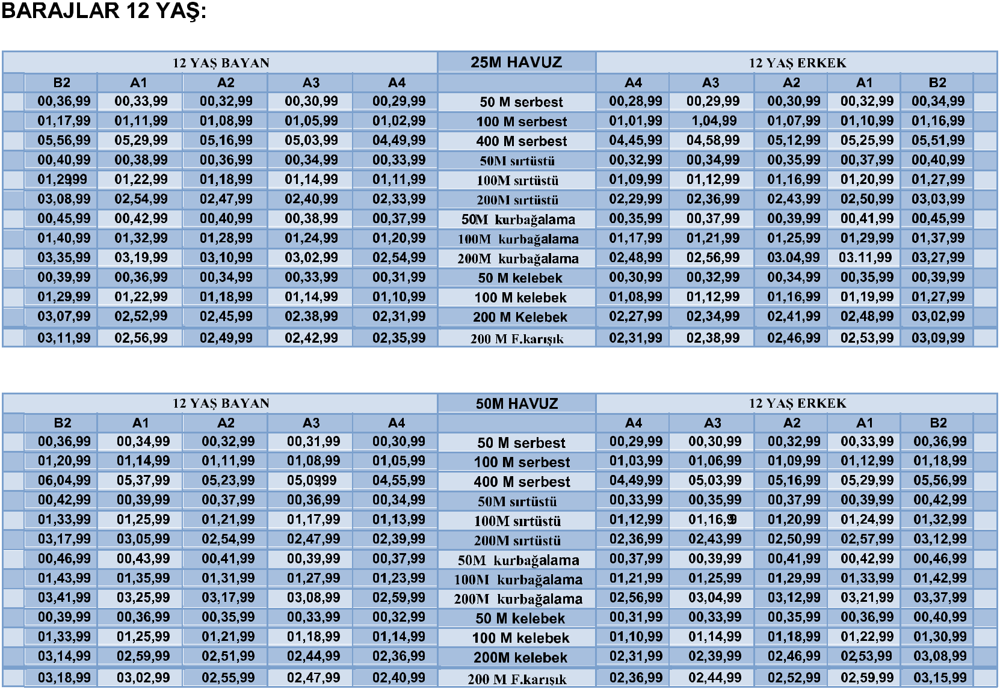 BARAJLAR 12 YAŞ:
12 YAŞ BAYAN 25M HAVUZ 12 YAŞ ERKEK
B2 A1 A2 A3 A4 A4 A3 A2 A1 B2
00,36,99 00,33,99 00,32,99 00,30,99 00,29,99 50 M serbest 00,28,99 00,29,99 00,30,99 00,32,99 00,34,99
01,17,99 01,11,99 01,08,99 01,05,99 01,02,99 100 M serbest 01,01,99 1,04,99 01,07,99 01,10,99 01,16,99
05,56,99 05,29,99 05,16,99 05,03,99 04,49,99 400 M serbest 04,45,99 04,58,99 05,12,99 05,25,99 05,51,99
00,40,99 00,38,99 00,36,99 00,34,99 00,33,99 50M sırtüstü 00,32,99 00,34,99 00,35,99 00,37,99 00,40,99
01,29,99 01,22,99 01,18,99 01,14,99 01,11,99 100M sırtüstü 01,09,99 01,12,99 01,16,99 01,20,99 01,27,99
03,08,99 02,54,99 02,47,99 02,40,99 02,33,99 200M sırtüstü 02,29,99 02,36,99 02,43,99 02,50,99 03,03,99
00,45,99 00,42,99 00,40,99 00,38,99 00,37,99 50M kurbağalama 00,35,99 00,37,99 00,39,99 00,41,99 00,45,99
01,40,99 01,32,99 01,28,99 01,24,99 01,20,99 100M kurbağalama 01,17,99 01,21,99 01,25,99 01,29,99 01,37,99
03,35,99 03,19,99 03,10,99 03,02,99 02,54,99 200M kurbağalama 02,48,99 02,56,99 03.04,99 03.11,99 03,27,99
00,39,99 00,36,99 00,34,99 00,33,99 00,31,99 50 M kelebek 00,30,99 00,32,99 00,34,99 00,35,99 00,39,99
01,29,99 01,22,99 01,18,99 01,14,99 01,10,99 100 M kelebek 01,08,99 01,12,99 01,16,99 01,19,99 01,27,99
03,07,99 02,52,99 02,45,99 02.38,99 02,31,99 200 M Kelebek 02,27,99 02,34,99 02,41,99 02,48,99 03,02,99
03,11,99 02,56,99 02,49,99 02,42,99 02,35,99 200 M F.karışık 02,31,99 02,38,99 02,46,99 02,53,99 03,09,99
12 YAŞ BAYAN 50M HAVUZ 12 YAŞ ERKEK
B2 A1 A2 A3 A4 A4 A3 A2 A1 B2
00,36,99 00,34,99 00,32,99 00,31,99 00,30,99 50 M serbest 00,29,99 00,30,99 00,32,99 00,33,99 00,36,99
01,20,99 01,14,99 01,11,99 01,08,99 01,05,99 100 M serbest 01,03,99 01,06,99 01,09,99 01,12,99 01,18,99
06,04,99 05,37,99 05,23,99 05,09,99 04,55,99 400 M serbest 04,49,99 05,03,99 05,16,99 05,29,99 05,56,99
00,42,99 00,39,99 00,37,99 00,36,99 00,34,99 50M sırtüstü 00,33,99 00,35,99 00,37,99 00,39,99 00,42,99
01,33,99 01,25,99 01,21,99 01,17,99 01,13,99 100M sırtüstü 01,12,99 01,16,99 01,20,99 01,24,99 01,32,99
03,17,99 03,05,99 02,54,99 02,47,99 02,39,99 200M sırtüstü 02,36,99 02,43,99 02,50,99 02,57,99 03,12,99
00,46,99 00,43,99 00,41,99 00,39,99 00,37,99 50M kurbağalama 00,37,99 00,39,99 00,41,99 00,42,99 00,46,99
01,43,99 01,35,99 01,31,99 01,27,99 01,23,99 100M kurbağalama 01,21,99 01,25,99 01,29,99 01,33,99 01,42,99
03,41,99 03,25,99 03,17,99 03,08,99 02,59,99 200M kurbağalama 02,56,99 03,04,99 03,12,99 03,21,99 03,37,99
00,39,99 00,36,99 00,35,99 00,33,99 00,32,99 50 M kelebek 00,31,99 00,33,99 00,35,99 00,36,99 00,40,99
01,33,99 01,25,99 01,21,99 01,18,99 01,14,99 100 M kelebek 01,10,99 01,14,99 01,18,99 01,22,99 01,30,99
03,14,99 02,59,99 02,51,99 02,44,99 02,36,99 200M kelebek 02,31,99 02,39,99 02,46,99 02,53,99 03,08,99
03,18,99 03,02,99 02,55,99 02,47,99 02,40,99 200 M F.karışık 02,36,99 02,44,99 02,52,99 02,59,99 03,15,99